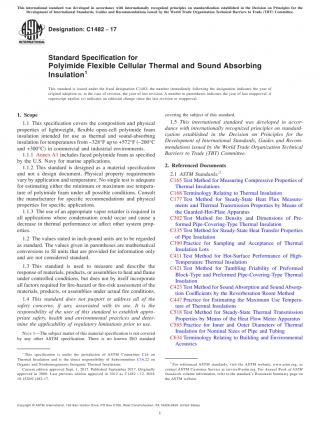 This international standard was developed in accordance with internationally recognized principles on standardization established in the Decision on Principles for the
Development of International Standards, Guides and Recommendations issued by the World Trade Organization Technical Barriers to Trade (TBT) Committee.
Designation: C1482 − 17
Standard Specification for
Polyimide Flexible Cellular Thermal and Sound Absorbing
Insulation1
This standard is issued under the fixed designation C1482; the number immediately following the designation indicates the year of
original adoption or, in the case of revision, the year of last revision. A number in parentheses indicates the year of last reapproval. A
superscript epsilon (ε) indicates an editorial change since the last revision or reapproval.
1. Scope
1.1 This specification covers the composition and physical
properties of lightweight, flexible open-cell polyimide foam
insulation intended for use as thermal and sound-absorbing
insulation for temperatures from −328°F up to +572°F (−200°C
and +300°C) in commercial and industrial environments.
1.1.1 Annex A1 includes faced polyimide foam as specified
by the U.S. Navy for marine applications.
1.1.2 This standard is designed as a material specification
and not a design document. Physical property requirements
vary by application and temperature. No single test is adequate
for estimating either the minimum or maximum use tempera-
ture of polyimide foam under all possible conditions. Consult
the manufacturer for specific recommendations and physical
properties for specific applications.
1.1.3 The use of an appropriate vapor retarder is required in
all applications where condensation could occur and cause a
decrease in thermal performance or affect other system prop-
erties.
1.2 The values stated in inch-pound units are to be regarded
as standard. The values given in parentheses are mathematical
conversions to SI units that are provided for information only
and are not considered standard.
1.3 This standard is used to measure and describe the
response of materials, products, or assemblies to heat and flame
under controlled conditions, but does not by itself incorporate
all factors required for fire-hazard or fire-risk assessment of the
materials, products, or assemblies under actual fire conditions.
1.4 This standard does not purport to address all of the
safety concerns, if any, associated with its use. It is the
responsibility of the user of this standard to establish appro-
priate safety, health and environmental practices and deter-
mine the applicability of regulatory limitations prior to use.
NOTE 1—The subject matter of this material specification is not covered
by any other ASTM specification. There is no known ISO standard
covering the subject of this standard.
1.5 This international standard was developed in accor-
dance with internationally recognized principles on standard-
ization established in the Decision on Principles for the
Development of International Standards, Guides and Recom-
mendations issued by the World Trade Organization Technical
Barriers to Trade (TBT) Committee.
2. Referenced Documents
2.1 ASTM Standards:2
C165 Test Method for Measuring Compressive Properties of
Thermal Insulations
C168 Terminology Relating to Thermal Insulation
C177 Test Method for Steady-State Heat Flux Measure-
ments and Thermal Transmission Properties by Means of
the Guarded-Hot-Plate Apparatus
C302 Test Method for Density and Dimensions of Pre-
formed Pipe-Covering-Type Thermal Insulation
C335 Test Method for Steady-State Heat Transfer Properties
of Pipe Insulation
C390 Practice for Sampling and Acceptance of Thermal
Insulation Lots
C411 Test Method for Hot-Surface Performance of High-
Temperature Thermal Insulation
C421 Test Method for Tumbling Friability of Preformed
Block-Type and Preformed Pipe-Covering-Type Thermal
Insulation
C423 Test Method for Sound Absorption and Sound Absorp-
tion Coefficients by the Reverberation Room Method
C447 Practice for Estimating the Maximum Use Tempera-
ture of Thermal Insulations
C518 Test Method for Steady-State Thermal Transmission
Properties by Means of the Heat Flow Meter Apparatus
C585 Practice for Inner and Outer Diameters of Thermal
Insulation for Nominal Sizes of Pipe and Tubing
C634 Terminology Relating to Building and Environmental
Acoustics
1 This specification is under the jurisdiction of ASTM Committee C16 on
Thermal Insulation and is the direct responsibility of Subcommittee C16.22 on
Organic and Nonhomogeneous Inorganic Thermal Insulations.
Current edition approved Sept. 1, 2017. Published September 2017. Originally
2 For referenced ASTM standards, visit the ASTM website, www.astm.org, or
contact ASTM Customer Service at service@astm.org. For Annual Book of ASTM
Standards volume information, refer to the standard's Document Summary page on
the ASTM website.
Copyright © ASTM International, 100 Barr Harbor Drive, PO Box C700, West Conshohocken, PA 19428-2959. United States
1